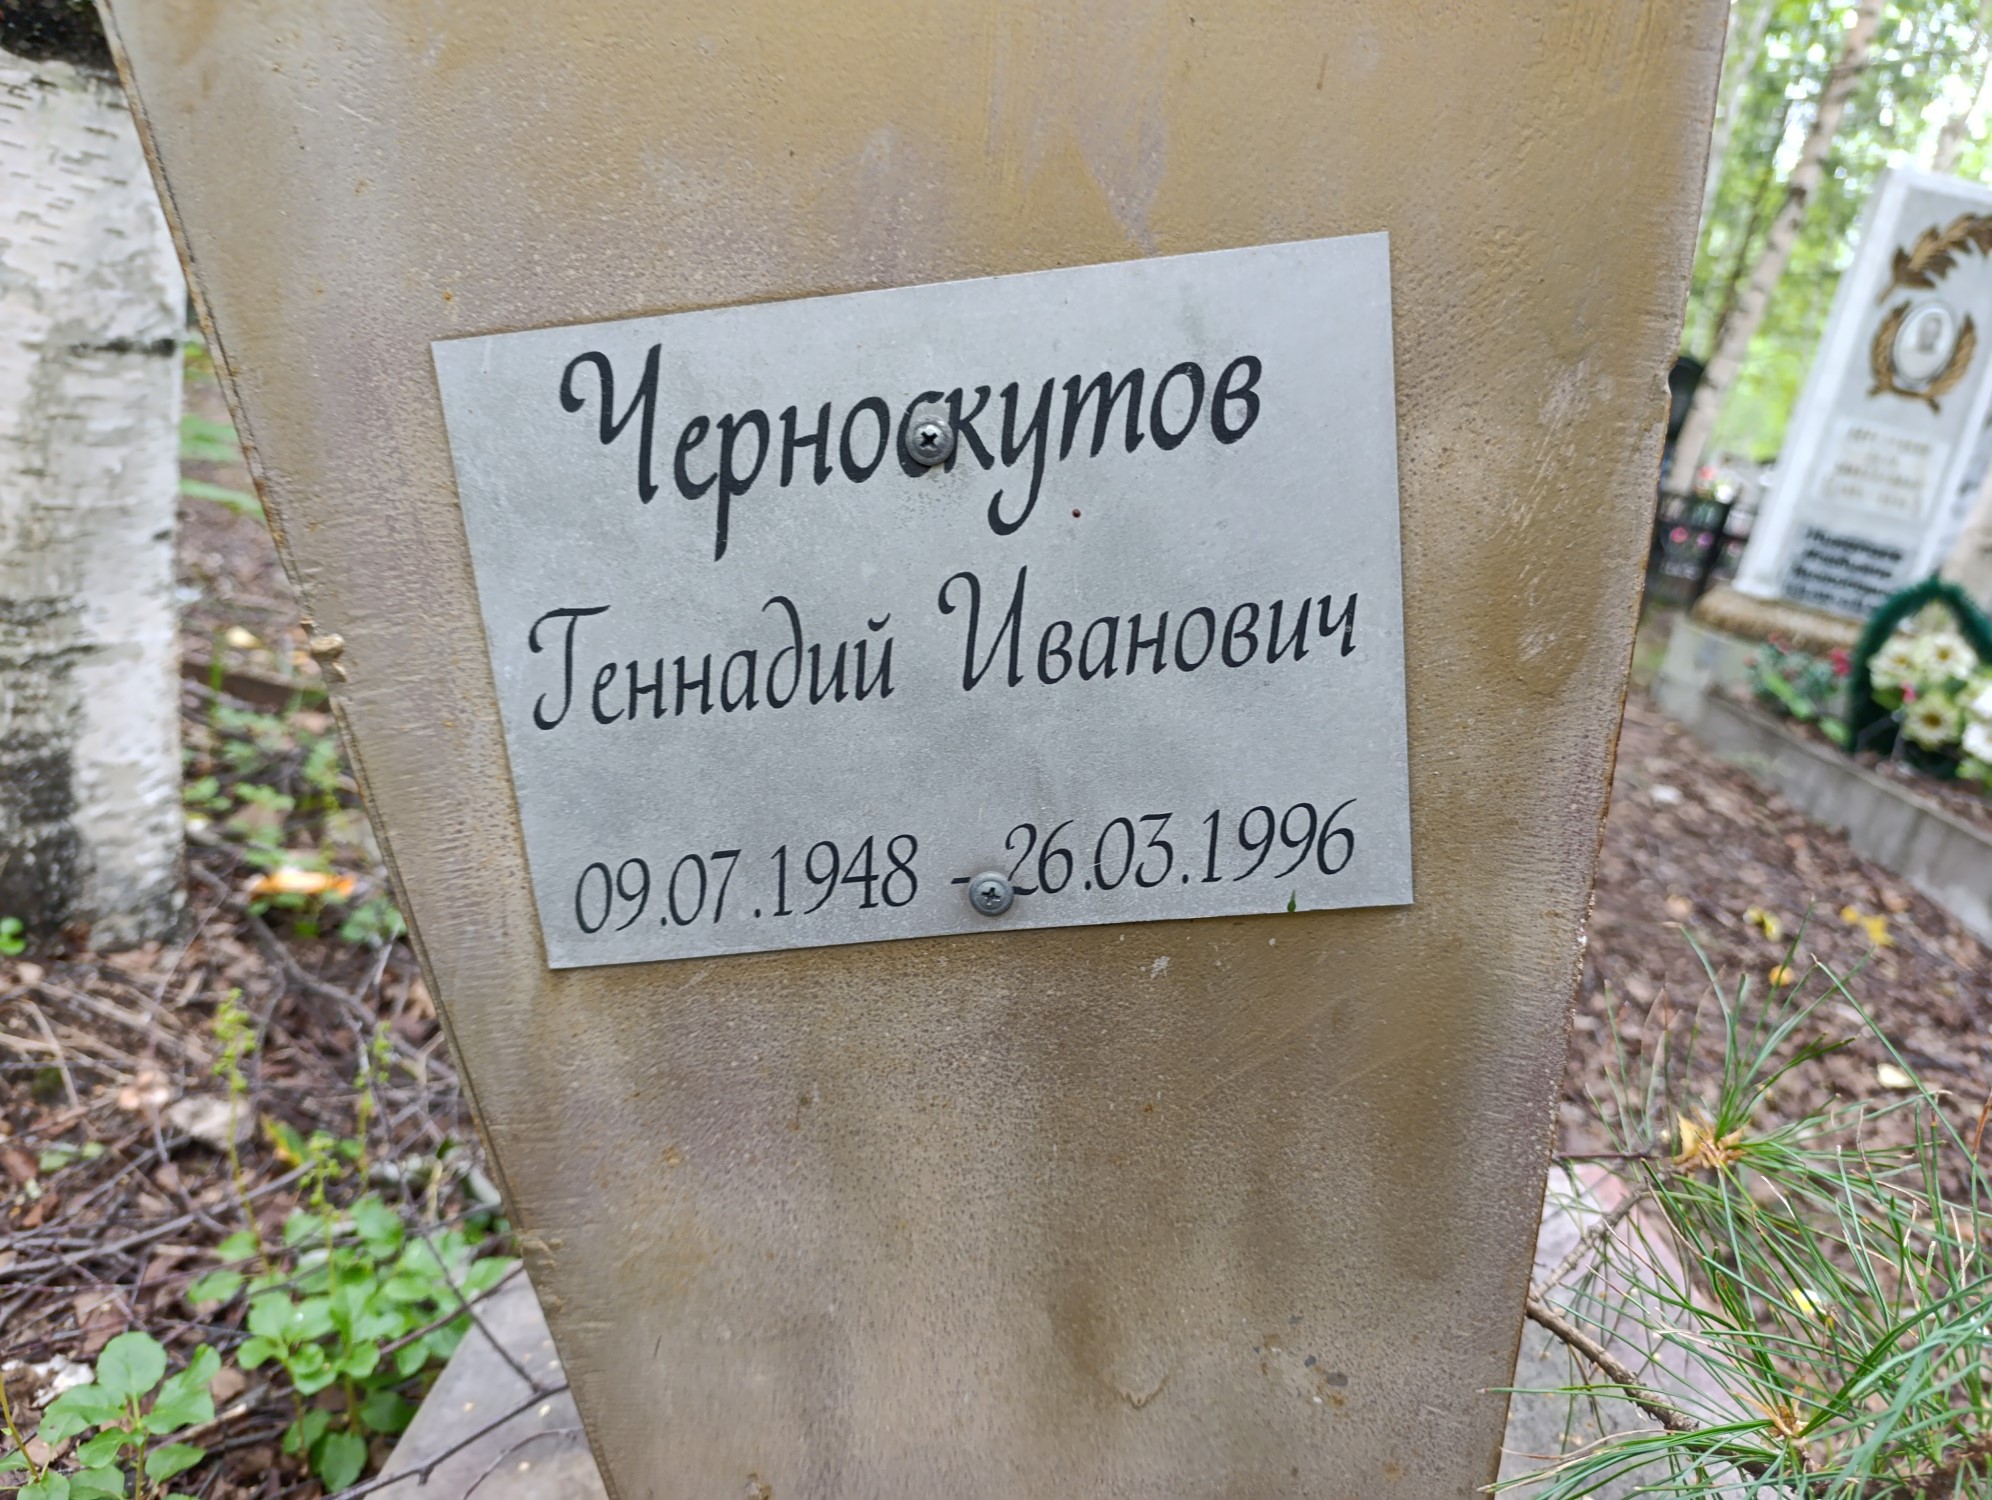 Черноскутов
Геннадий Иванович
09.07.1948 - 26.03.1996